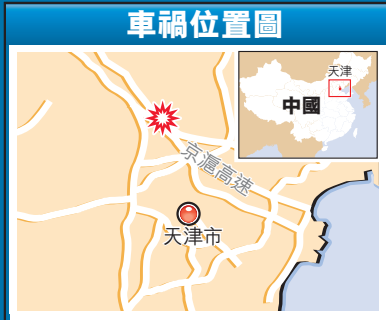 車禍位置圖
天津
中國
京滬高速
天津市